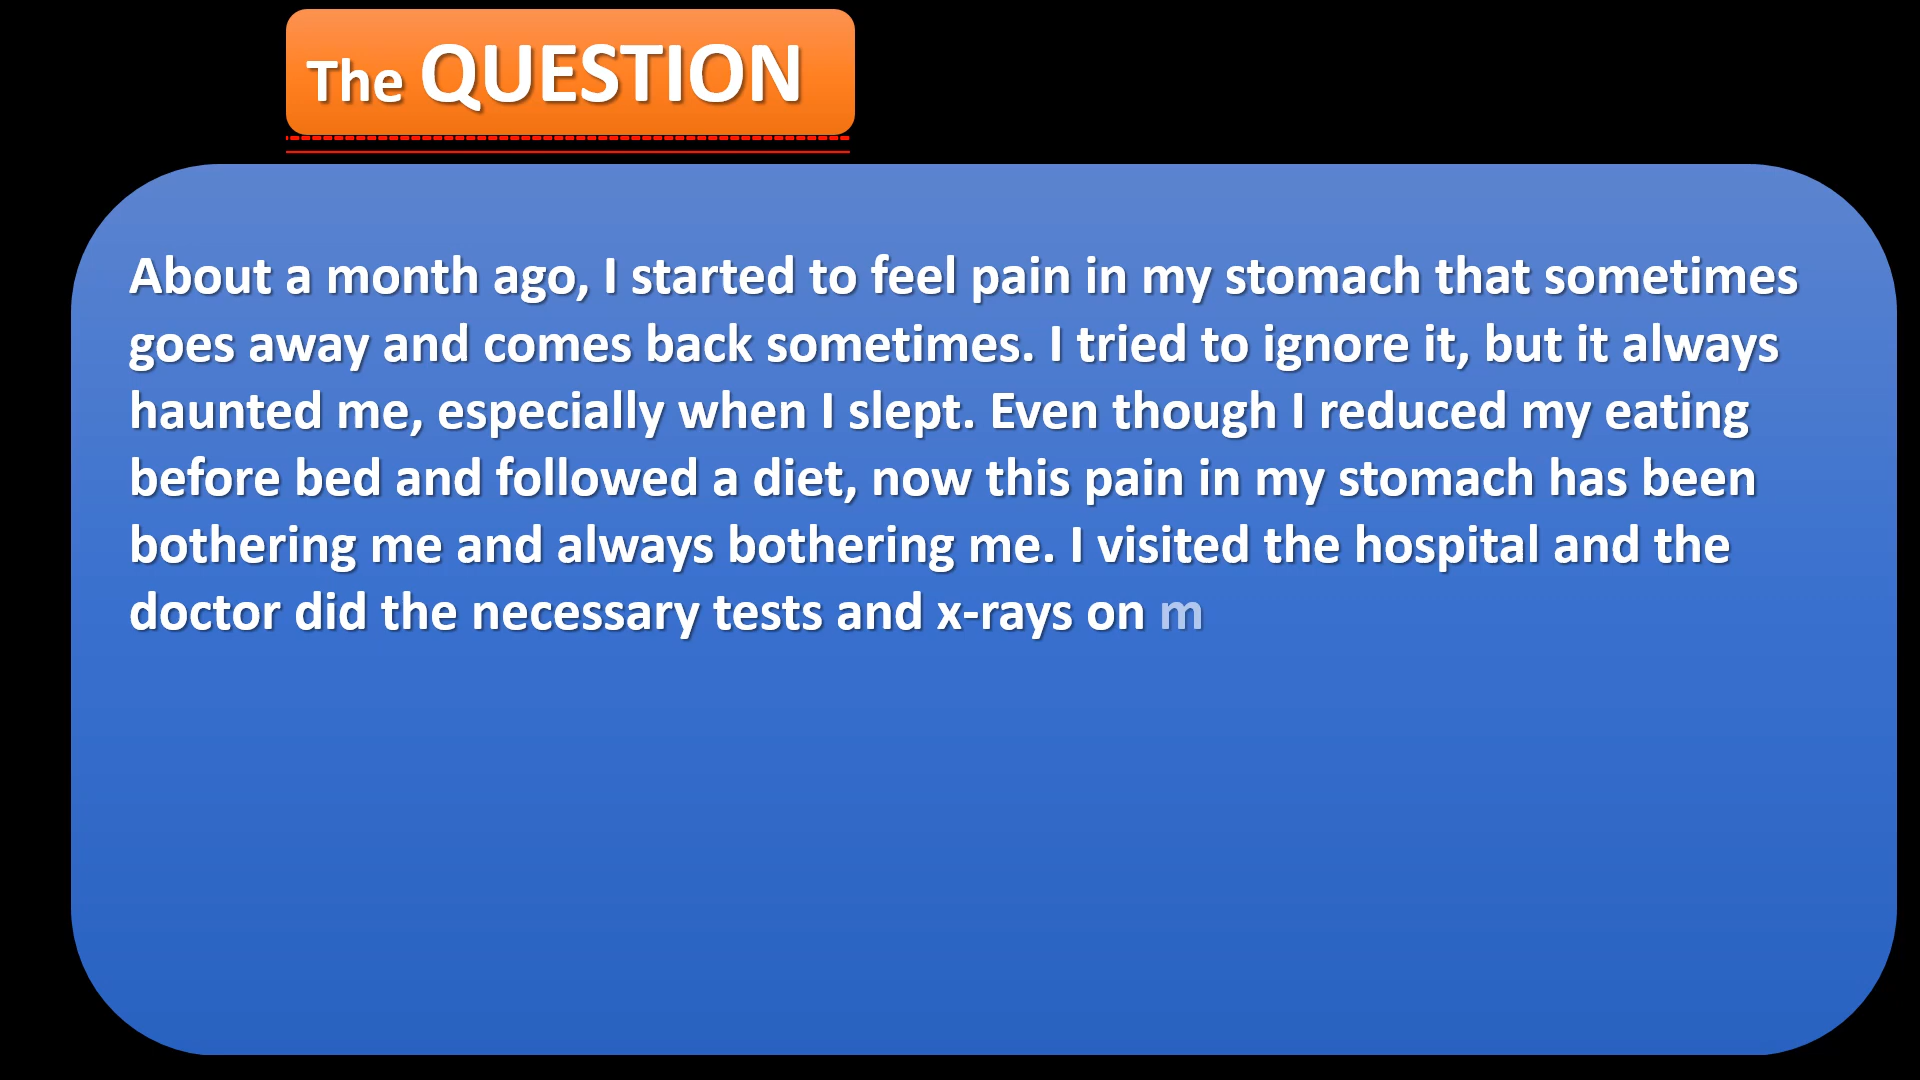 The QUESTION
About a month ago, I started to feel pain in my stomach that sometimes
goes away and comes back sometimes. I tried to ignore it, but it always
haunted me, especially when I slept. Even though I reduced my eating
before bed and followed a diet, now this pain in my stomach has been
bothering me and always bothering me. I visited the hospital and the
doctor did the necessary tests and x-rays on m